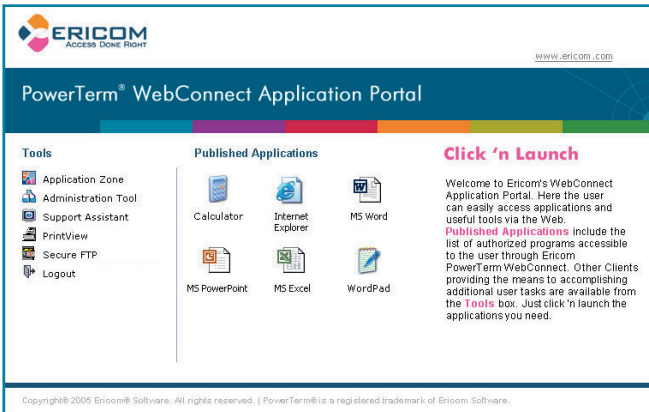 ERICOM
ACCESS DONE RIGHT
www.ericom.com
PowerTerm® WebConnect Application Portal
Tools
Application Zone
Administration Tool
Support Assistant
PrintView
Secure FTP
Logout
Published Applications
Calculator
Internet
Explorer
MS Word
MS PowerPoint
MS Excel
WordPad
Click 'n Launch
Welcome to Ericom's WebConnect
Application Portal. Here the user
can easily access applications and
useful tools via the Web.
Published Applications include the
list of authorized programs accessible
to the user through Ericom
PowerTerm WebConnect. Other Clients
providing the means to accomplishing
additional user tasks are available from
the Tools box. Just click 'n launch the
applications you need.
Copyright© 2005 Ericom® Software. All rights reserved. | PowerTerm® is a registered trademark of Ericom Software.